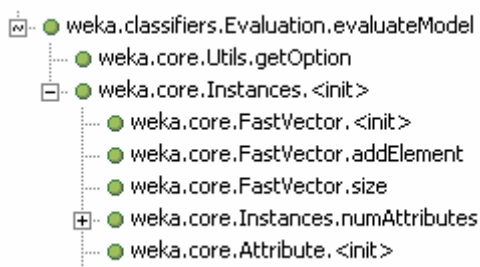 weka.classifiers.Evaluation.evaluateModel
weka.core.Utils.getOption
weka.core.Instances.<init>
weka.core.FastVector.<init>
weka.core.FastVector.addElement
weka.core.FastVector.size
weka.core.Instances.numAttributes
weka.core.Attribute.<init>